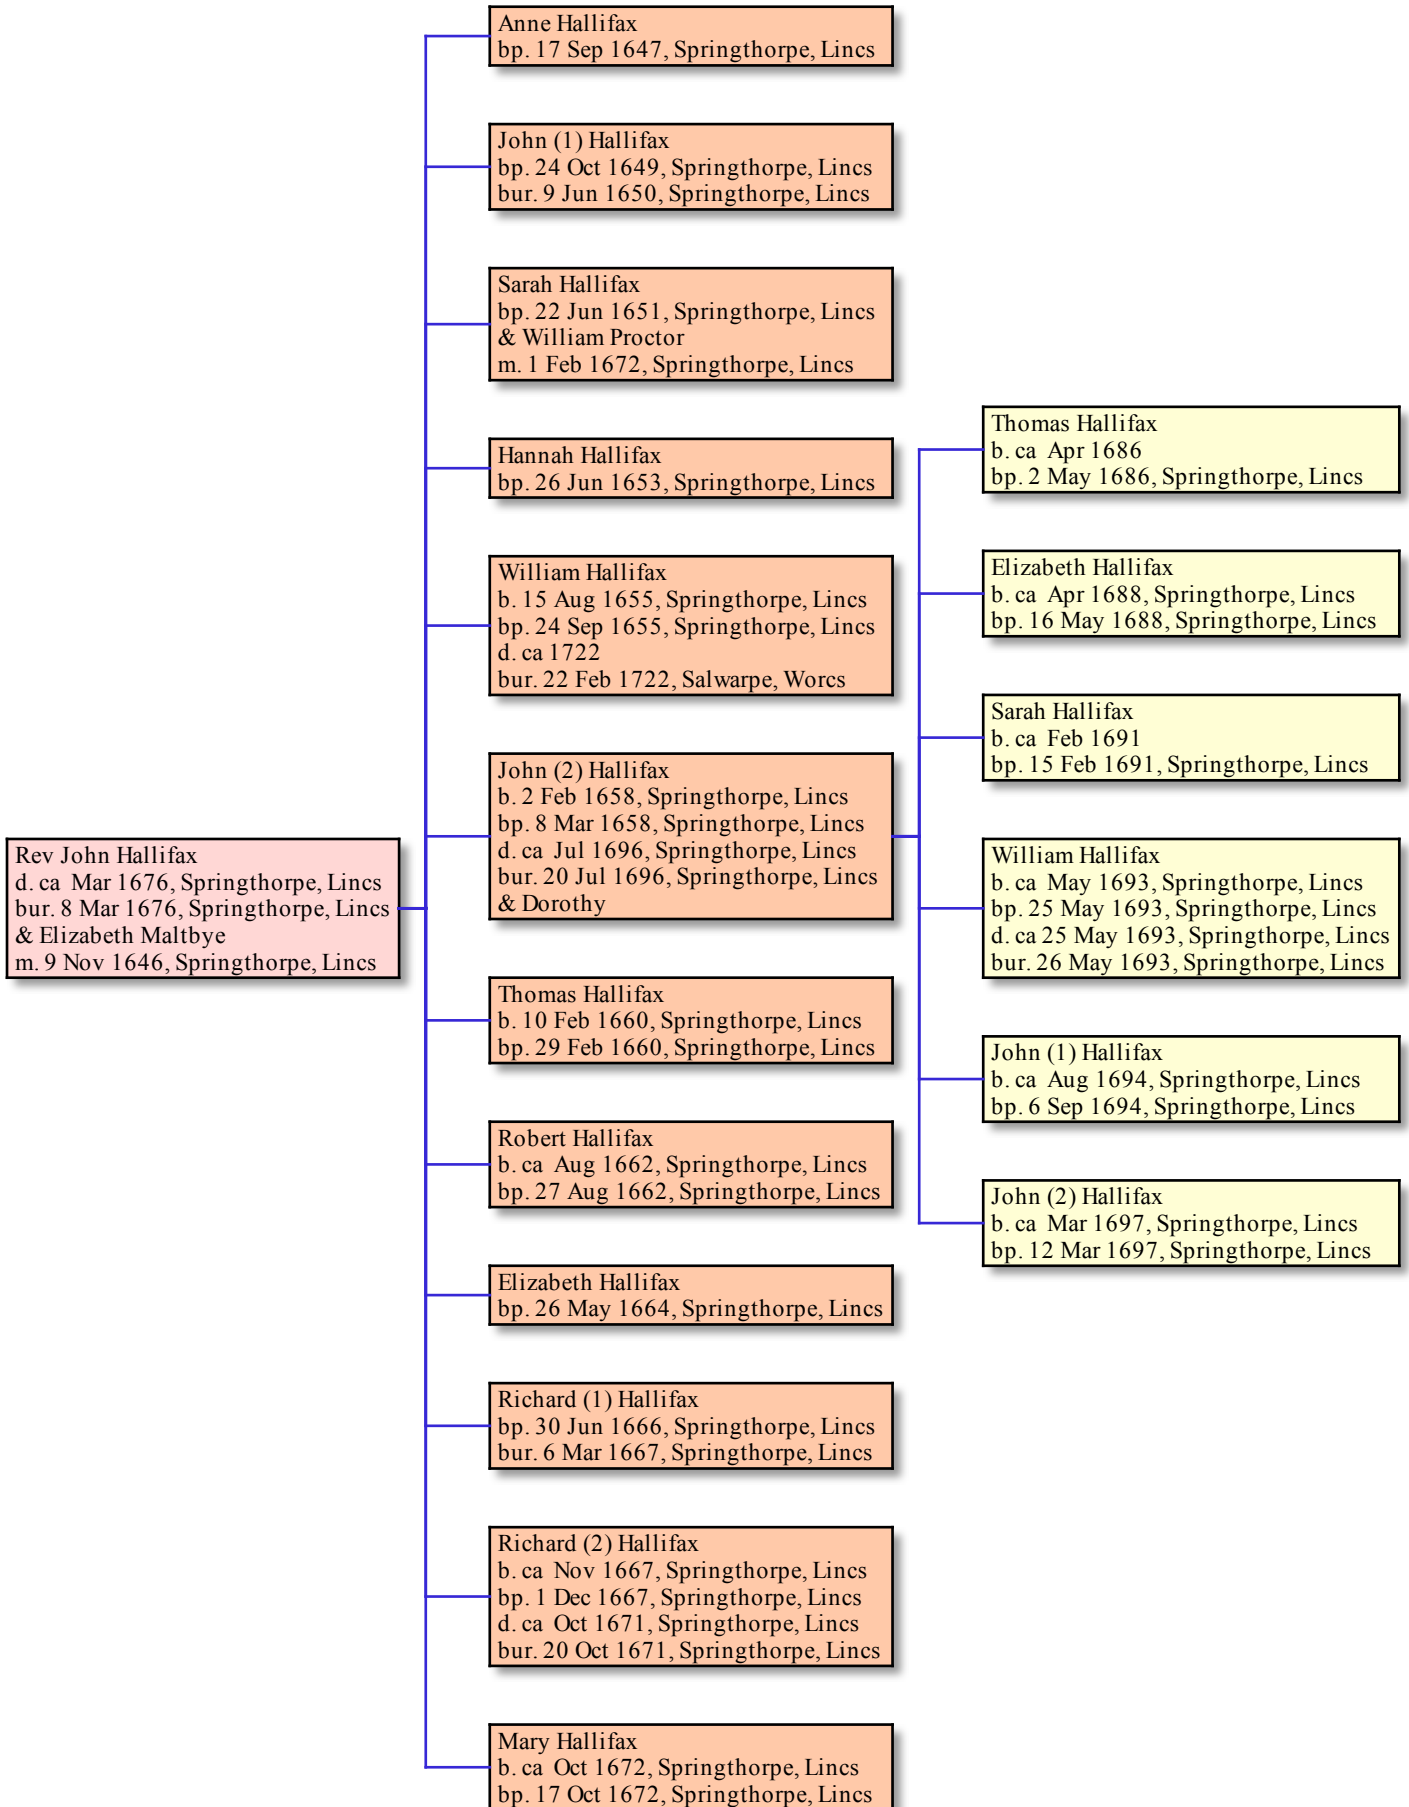 Anne Hallifax
bp. 17 Sep 1647, Springthorpe, Lincs
John (1) Hallifax
bp. 24 Oct 1649, Springthorpe, Lincs
bur. 9 Jun 1650, Springthorpe, Lincs
Sarah Hallifax
bp. 22 Jun 1651, Springthorpe, Lincs
& William Proctor
m. 1 Feb 1672, Springthorpe, Lincs
Hannah Hallifax
bp. 26 Jun 1653, Springthorpe, Lincs
William Hallifax
b. 15 Aug 1655, Springthorpe, Lincs
bp. 24 Sep 1655, Springthorpe, Lincs
d. ca 1722
bur. 22 Feb 1722, Salwarpe, Worcs
John (2) Hallifax
b. 2 Feb 1658, Springthorpe, Lincs
bp. 8 Mar 1658, Springthorpe, Lincs
d. ca Jul 1696, Springthorpe, Lincs
bur. 20 Jul 1696, Springthorpe, Lincs
& Dorothy
Rev John Hallifax
d. ca Mar 1676, Springthorpe, Lincs
bur. 8 Mar 1676, Springthorpe, Lincs
& Elizabeth Maltbye
m. 9 Nov 1646, Springthorpe, Lincs
Thomas Hallifax
b. 10 Feb 1660, Springthorpe, Lincs
bp. 29 Feb 1660, Springthorpe, Lincs
Robert Hallifax
b. ca Aug 1662, Springthorpe, Lincs
bp. 27 Aug 1662, Springthorpe, Lincs
Elizabeth Hallifax
bp. 26 May 1664, Springthorpe, Lincs
Richard (1) Hallifax
bp. 30 Jun 1666, Springthorpe, Lincs
bur. 6 Mar 1667, Springthorpe, Lincs
Richard (2) Hallifax
b. ca Nov 1667, Springthorpe, Lincs
bp. 1 Dec 1667, Springthorpe, Lincs
d. ca Oct 1671, Springthorpe, Lincs
bur. 20 Oct 1671, Springthorpe, Lincs
Mary Hallifax
b. ca Oct 1672, Springthorpe, Lincs
bp. 17 Oct 1672, Springthorpe, Lincs
Thomas Hallifax
b. ca Apr 1686
bp. 2 May 1686, Springthorpe, Lincs
Elizabeth Hallifax
b. ca Apr 1688, Springthorpe, Lincs
bp. 16 May 1688, Springthorpe, Lincs
Sarah Hallifax
b. ca Feb 1691
bp. 15 Feb 1691, Springthorpe, Lincs
William Hallifax
b. ca May 1693, Springthorpe, Lincs
bp. 25 May 1693, Springthorpe, Lincs
d. ca 25 May 1693, Springthorpe, Lincs
bur. 26 May 1693, Springthorpe, Lincs
John (1) Hallifax
b. ca Aug 1694, Springthorpe, Lincs
bp. 6 Sep 1694, Springthorpe, Lincs
John (2) Hallifax
b. ca Mar 1697, Springthorpe, Lincs
bp. 12 Mar 1697, Springthorpe, Lincs